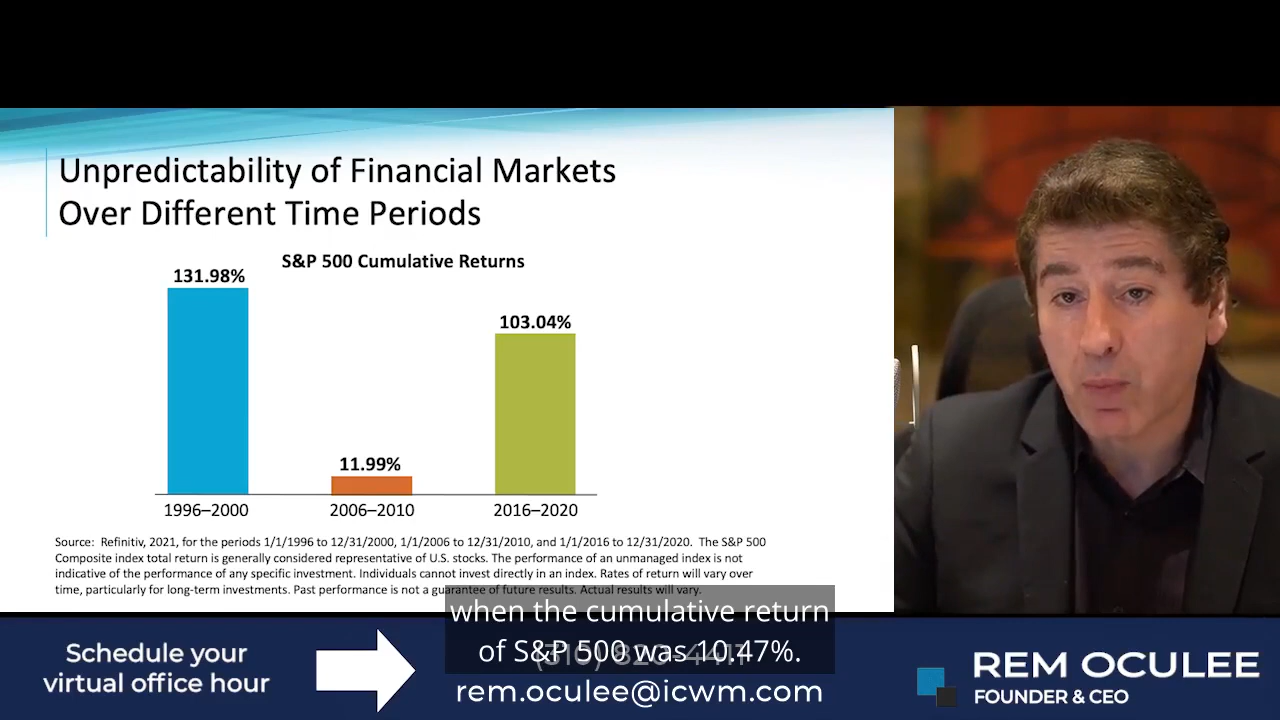 Unpredictability of Financial Markets
Over Different Time Periods
S&P 500 Cumulative Returns
131.98%
103.04%
11.99%
1996–2000
2006–2010
2016–2020
Source: Refinitiv, 2021, for the periods 1/1/1996 to 12/31/2000, 1/1/2006 to 12/31/2010, and 1/1/2016 to 12/31/2020. The S&P 500
Composite index total return is generally considered representative of U.S. stocks. The performance of an unmanaged index is not
indicative of the performance of any specific investment. Individuals cannot invest directly in an index. Rates of return will vary over
time, particularly for long-term investments. Past performance is not a guarantee of future results. Actual results will vary.
when the cumulative return
of S&P 500 was 10.47%.
Schedule your
virtual office hour
rem.oculee@icwm.com
REM OCULEE
FOUNDER & CEO